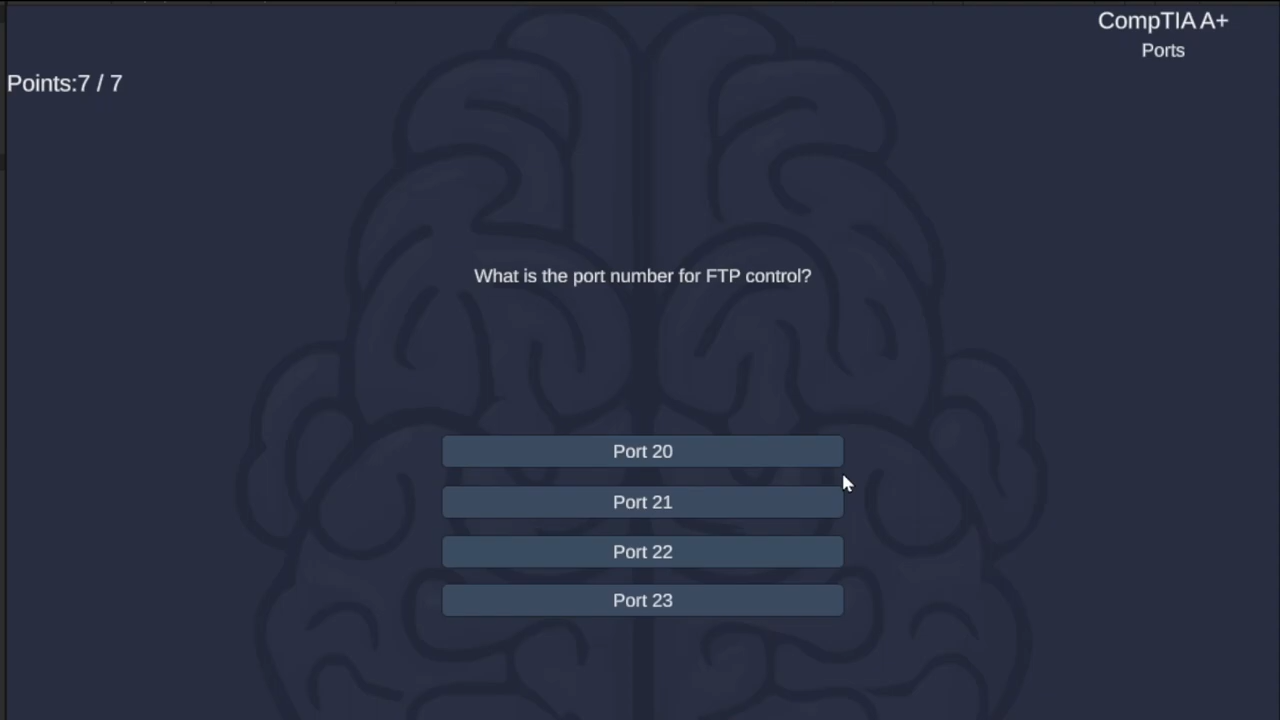 CompTIA A+
Ports
Points:7 / 7
What is the port number for FTP control?
Port 20
Port 21
Port 22
Port 23